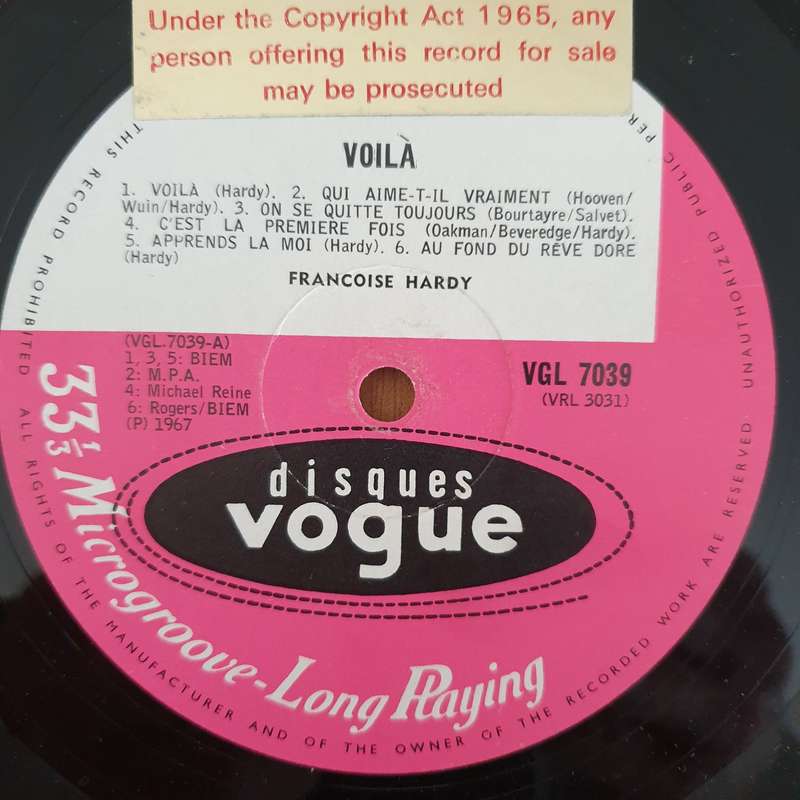 Under the Copyright Act 1965, any
person offering this record for sale
may be prosecuted
VOILÀ
1. VOILÀ (Hardy). 2. QUI AIME-T-IL VRAIMENT (Hooven/
Wuin/Hardy). 3. ON SE QUITTE TOUJOURS (Bourtayre/Salvet).
4. C'EST LA PREMIERE FOIS (Oakman/Beveredge/Hardy).
5. APPRENDS LA MOI (Hardy). 6. AU FOND DU RÊVE DORE
(Hardy)
FRANCOISE HARDY
(VGL.7039-A)
1, 3, 5: BIEM
2: M.P.A.
4: Michael Reine
6: Rogers/BIEM
(P) 1967
VGL 7039
(VRL 3031)
disques
vogue
33⅓ Microgroove-Long Playing
UNAUTHORIZED PUBLIC PER
THIS RECORD PROHIBITED ALL RIGHTS OF THE MANUFACTURER AND OF THE OWNER OF THE RECORDED WORK ARE RESERVED